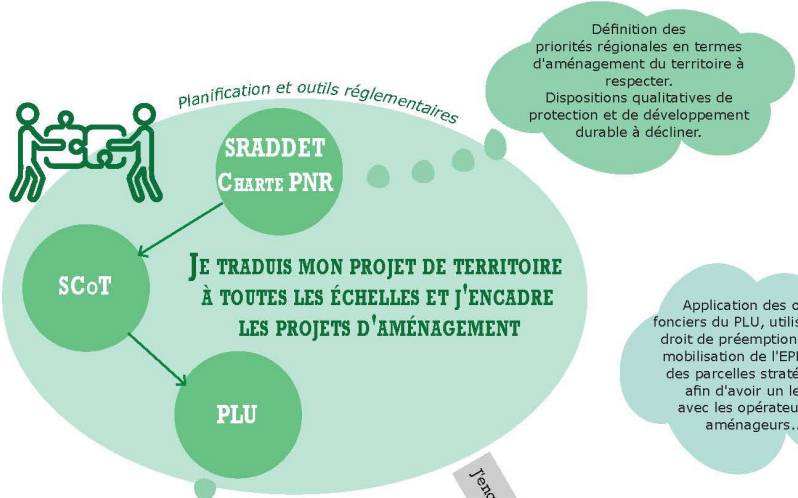 Définition des
priorités régionales en termes
d'aménagement du territoire à
respecter.
Dispositions qualitatives de
protection et de développement
durable à décliner.
Planification et outils réglementaires
SRADDET
CHARTE PNR
SCoT
JE TRADUIS MON PROJET DE TERRITOIRE
À TOUTES LES ÉCHELLES ET J'ENCADRE
LES PROJETS D'AMÉNAGEMENT
PLU
Application des
fonciers du PLU,
droit de préemption
mobilisation de
des parcelles
afin d'avoir un
avec les
aménageurs..